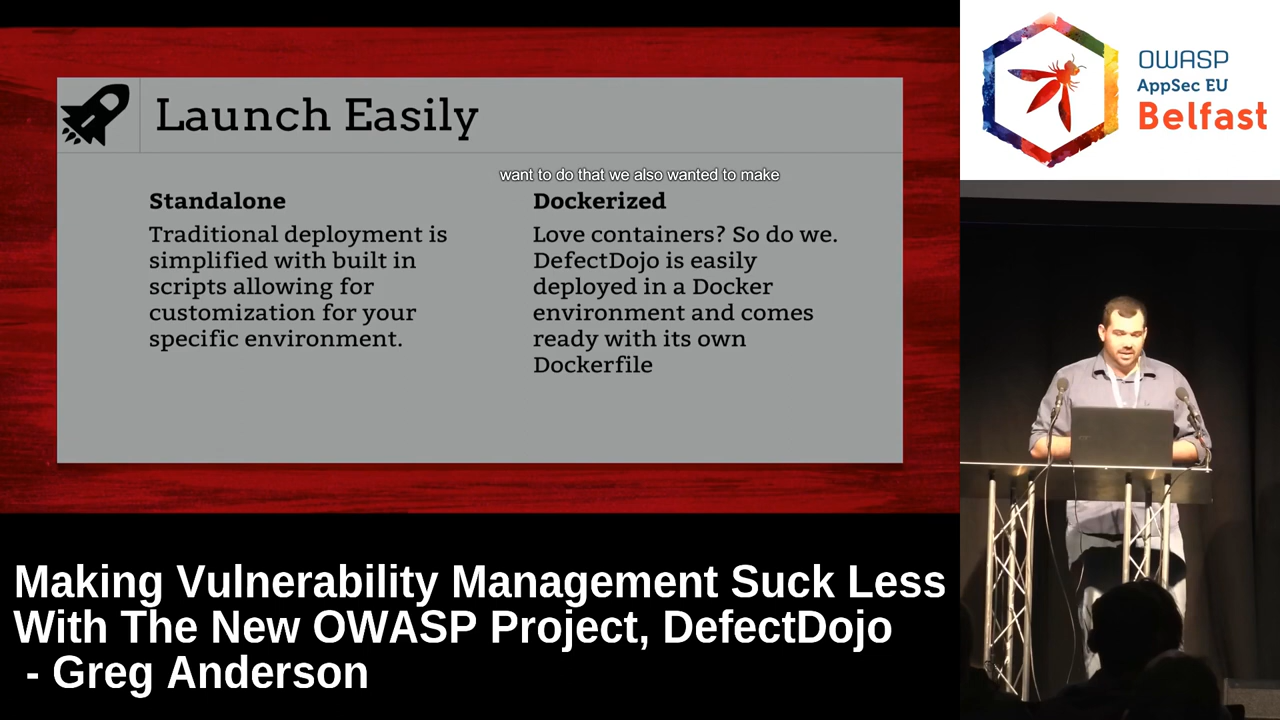 Launch Easily
want to do that we also wanted to make
Standalone
Traditional deployment is
simplified with built in
scripts allowing for
customization for your
specific environment.
Dockerized
Love containers? So do we.
DefectDojo is easily
deployed in a Docker
environment and comes
ready with its own
Dockerfile
OWASP
AppSec EU
Belfast
Making Vulnerability Management Suck Less
With The New OWASP Project, DefectDojo
- Greg Anderson